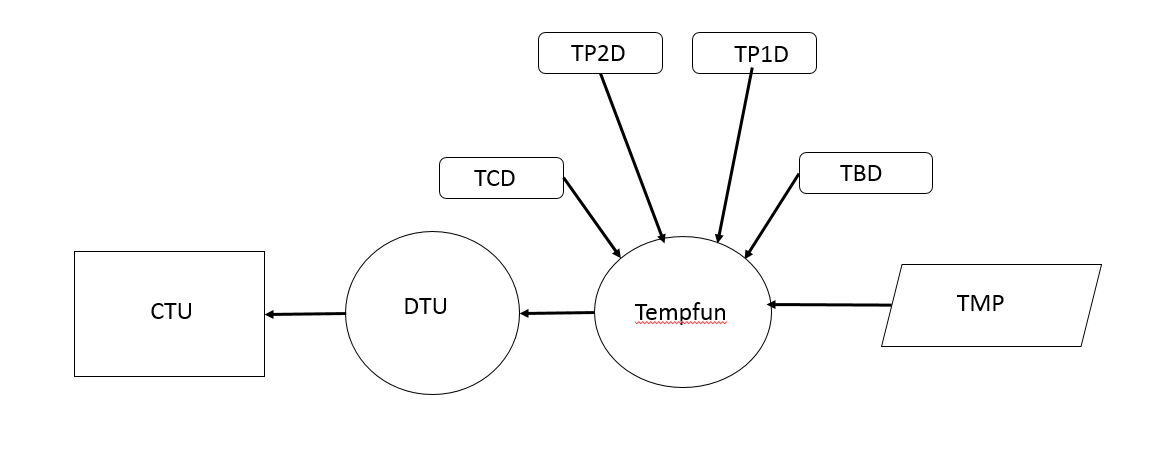 TP2D
TP1D
TCD
TBD
CTU
DTU
Tempfun
TMP